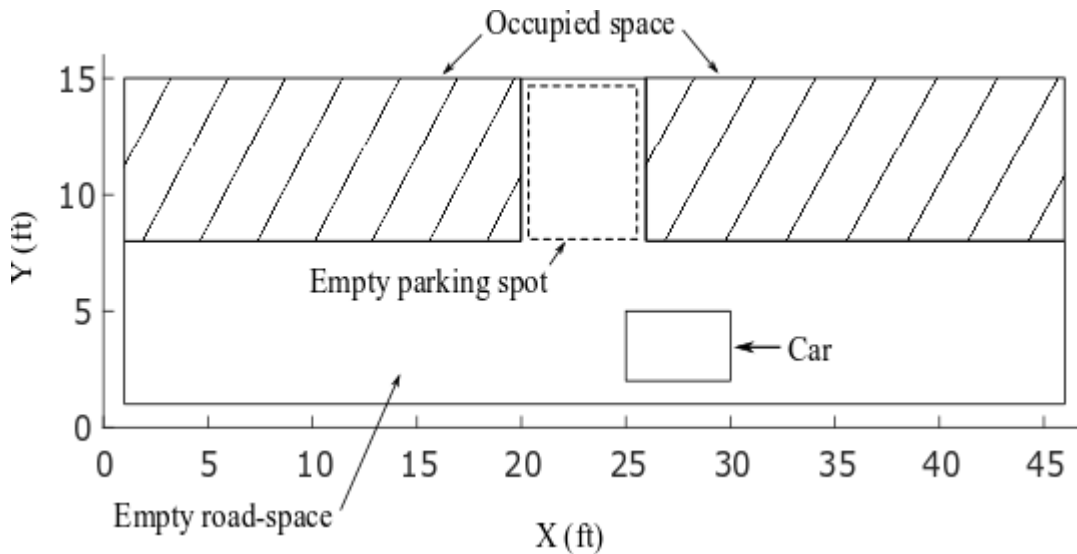 Occupied space
15
10
Y (ft)
Empty parking spot
5
Car
0
0 5 10 15 20 25 30 35 40 45
Empty road-space
X (ft)